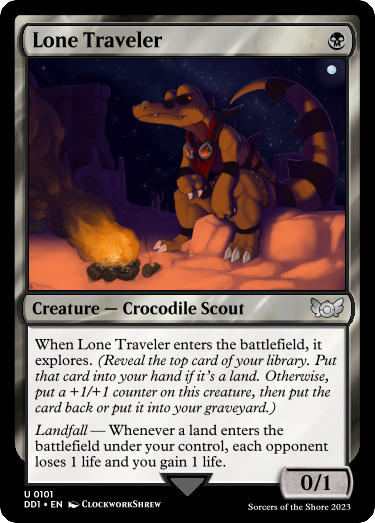 Lone Traveler
Creature — Crocodile Scout
When Lone Traveler enters the battlefield, it
explores. (Reveal the top card of your library. Put
that card into your hand if it's a land. Otherwise,
put a +1/+1 counter on this creature, then put the
card back or put it into your graveyard.)
Landfall — Whenever a land enters the
battlefield under your control, each opponent
loses 1 life and you gain 1 life.
0/1
U 0101
DD1 • EN ClockworkShrew
Sorcers of the Shore 2023